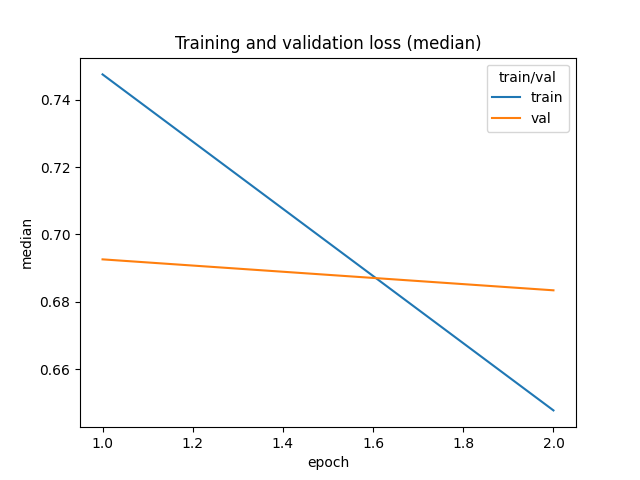 Training and validation loss (median)
train/val
train
val
0.74
0.72
0.70
0.68
0.66
median
1.0
1.2
1.4
1.6
1.8
2.0
epoch